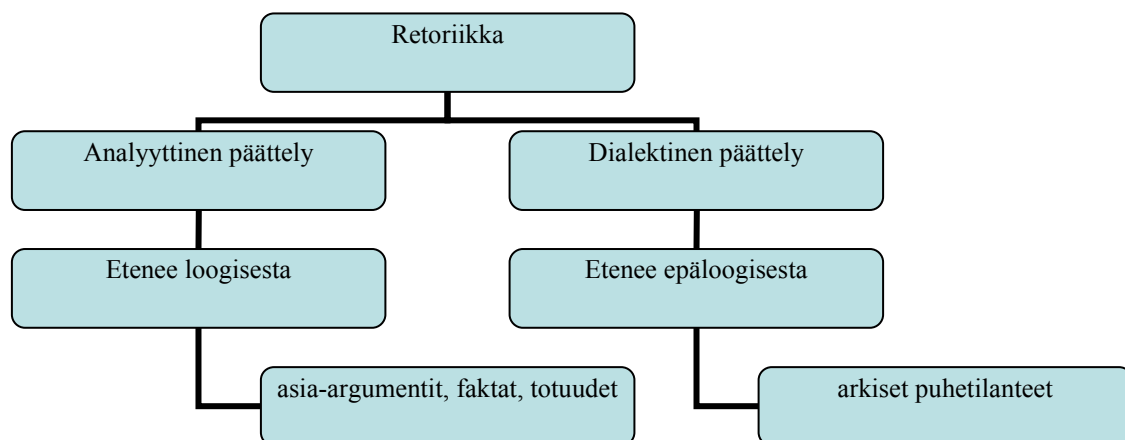 Retoriikka
Analyyttinen päättely
Dialektinen päättely
Etenee loogisesta
Etenee epäloogisesta
asia-argumentit, faktat, totuudet
arkiset puhetilanteet